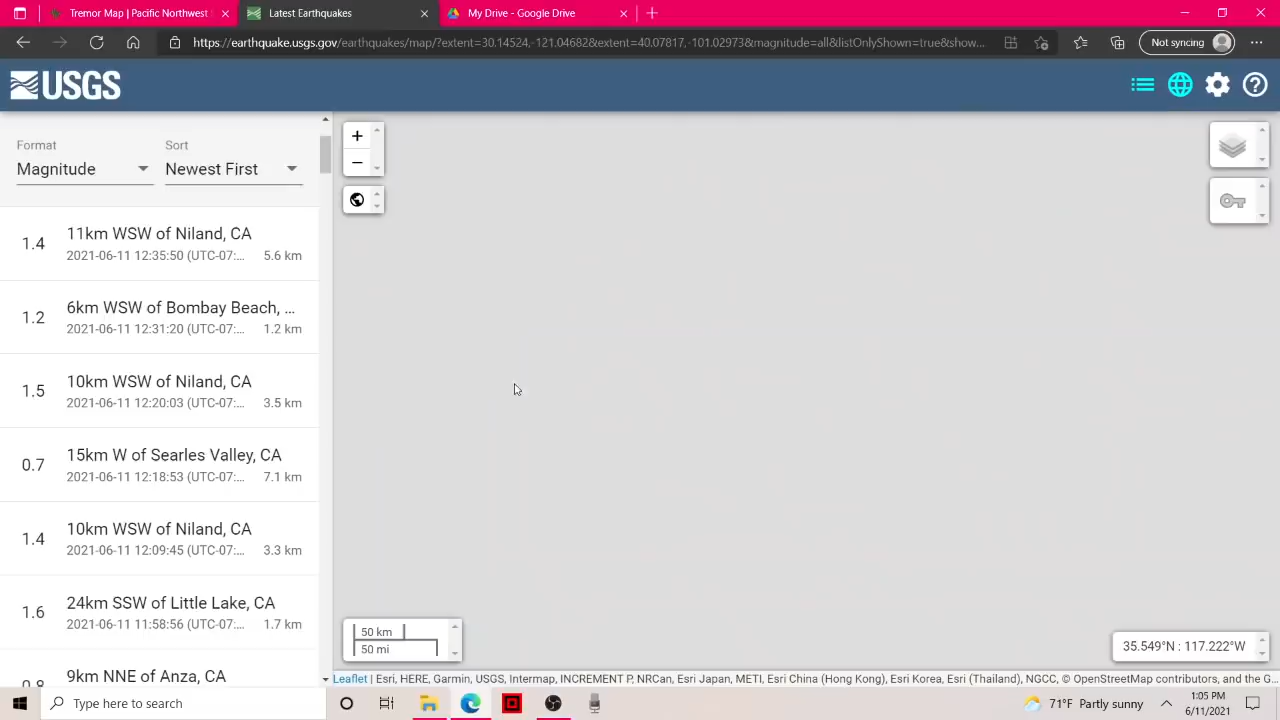 Tremor Map | Pacific Northwest
Latest Earthquakes
My Drive - Google Drive
https://earthquake.usgs.gov/earthquakes/map/?extent=30.14524,-121.04682&extent=40.07817,-101.02973&magnitude=all&listOnlyShown=true&show...
Not syncing
USGS
Format
Sort
Magnitude
Newest First
1.4
11km WSW of Niland, CA
2021-06-11 12:35:50 (UTC-07:... 5.6 km
1.2
6km WSW of Bombay Beach, ...
2021-06-11 12:31:20 (UTC-07:... 1.2 km
1.5
10km WSW of Niland, CA
2021-06-11 12:20:03 (UTC-07:... 3.5 km
0.7
15km W of Searles Valley, CA
2021-06-11 12:18:53 (UTC-07:... 7.1 km
1.4
10km WSW of Niland, CA
2021-06-11 12:09:45 (UTC-07:... 3.3 km
1.6
24km SSW of Little Lake, CA
2021-06-11 11:58:56 (UTC-07:... 1.7 km
0.8
9km NNE of Anza, CA
+
−
50 km
50 mi
35.549°N : 117.222°W
Leaflet | Esri, HERE, Garmin, USGS, Intermap, INCREMENT P, NRCan, Esri Japan, METI, Esri China (Hong Kong), Esri Korea, Esri (Thailand), NGCC, © OpenStreetMap contributors, and the G
Type here to search
71°F Partly sunny
1:05 PM
6/11/2021